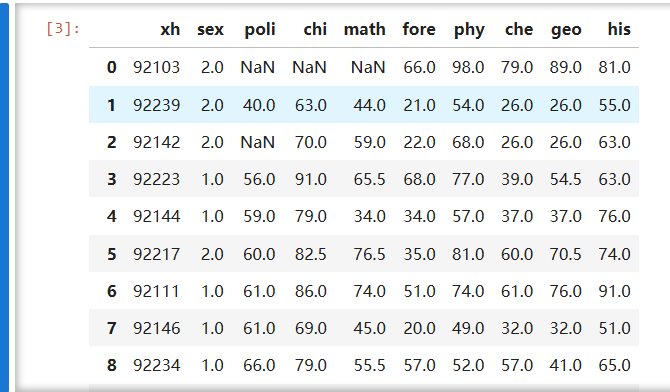 [3]: xh sex poli chi math fore phy che geo his
0 92103 2.0 NaN NaN NaN 66.0 98.0 79.0 89.0 81.0
1 92239 2.0 40.0 63.0 44.0 21.0 54.0 26.0 26.0 55.0
2 92142 2.0 NaN 70.0 59.0 22.0 68.0 26.0 26.0 63.0
3 92223 1.0 56.0 91.0 65.5 68.0 77.0 39.0 54.5 63.0
4 92144 1.0 59.0 79.0 34.0 34.0 57.0 37.0 37.0 76.0
5 92217 2.0 60.0 82.5 76.5 35.0 81.0 60.0 70.5 74.0
6 92111 1.0 61.0 86.0 74.0 51.0 74.0 61.0 76.0 91.0
7 92146 1.0 61.0 69.0 45.0 20.0 49.0 32.0 32.0 51.0
8 92234 1.0 66.0 79.0 55.5 57.0 52.0 57.0 41.0 65.0